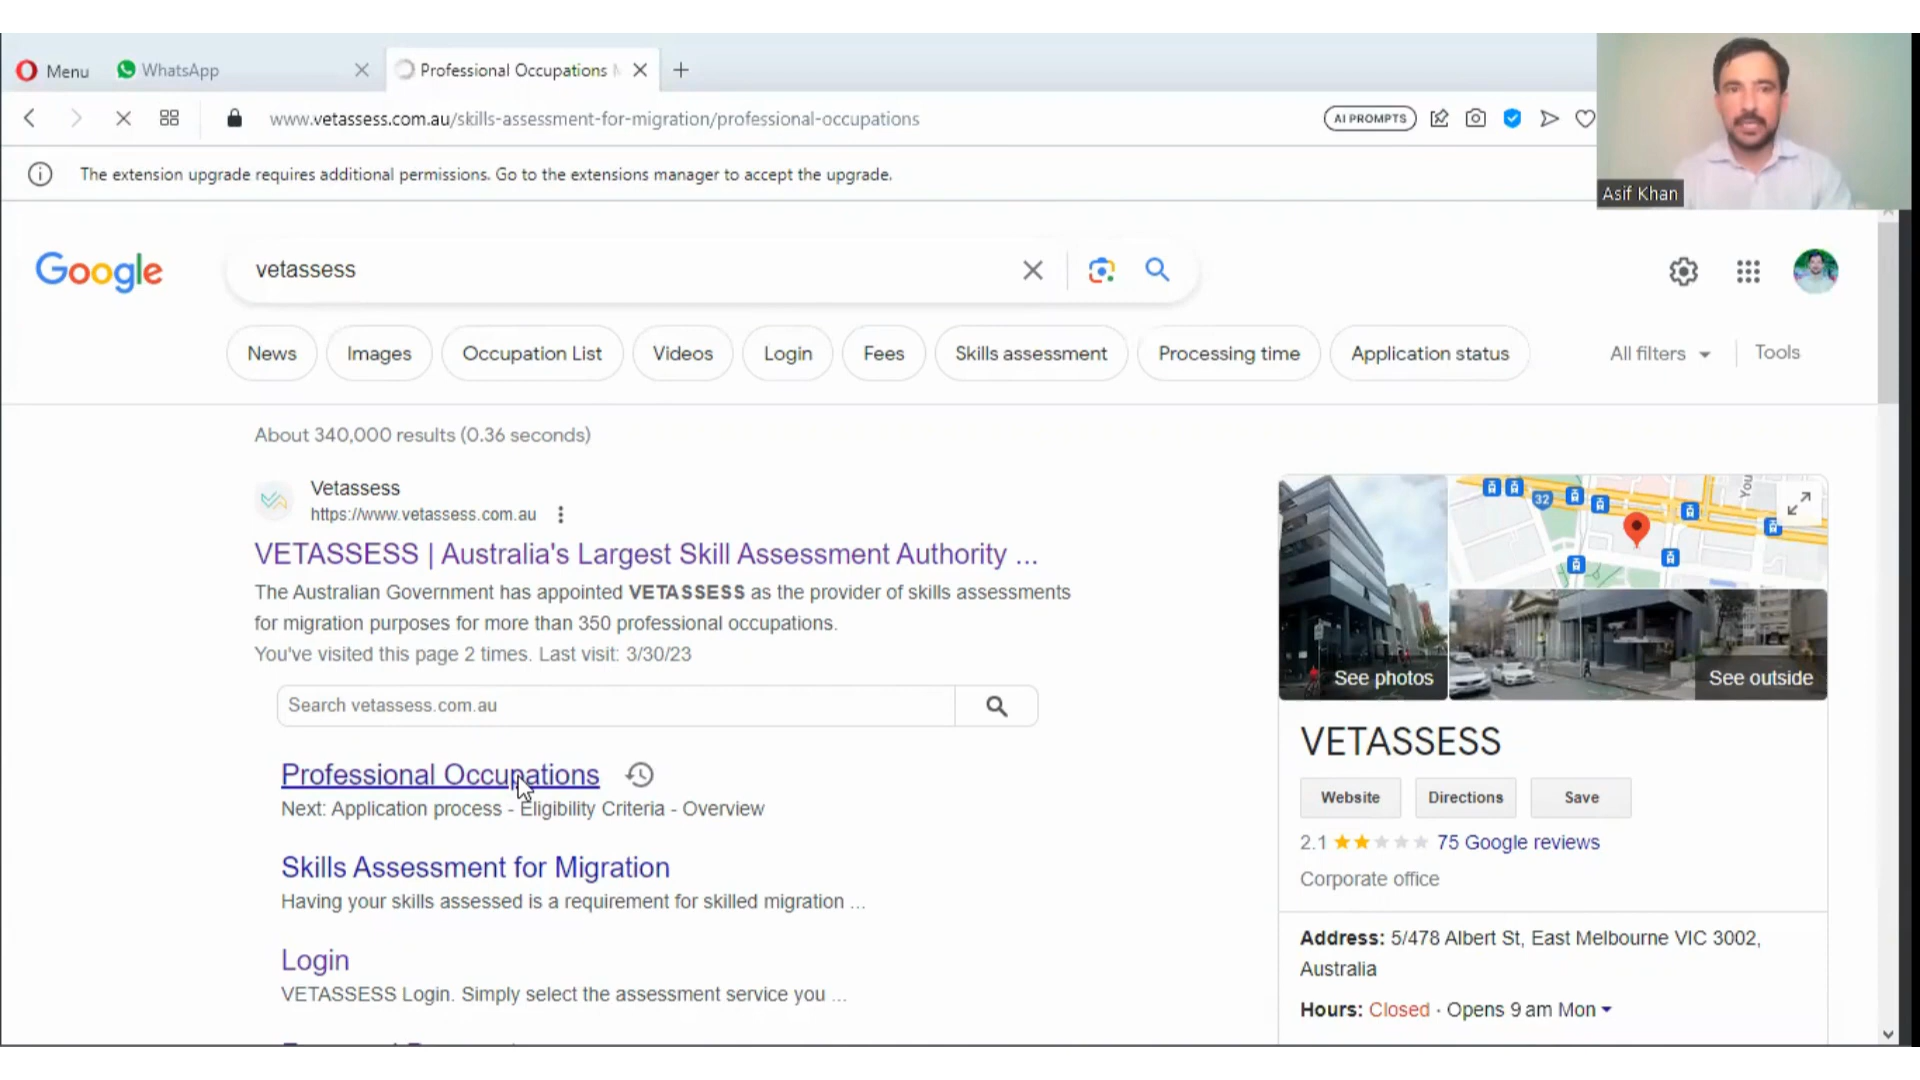 Menu
WhatsApp
Professional Occupations
www.vetassess.com.au/skills-assessment-for-migration/professional-occupations
AI PROMPTS
The extension upgrade requires additional permissions. Go to the extensions manager to accept the upgrade.
Asif Khan
Google
vetassess
News
Images
Occupation List
Videos
Login
Fees
Skills assessment
Processing time
Application status
All filters
Tools
About 340,000 results (0.36 seconds)
Vetassess
https://www.vetassess.com.au
VETASSESS | Australia's Largest Skill Assessment Authority ...
The Australian Government has appointed VETASSESS as the provider of skills assessments
for migration purposes for more than 350 professional occupations.
You've visited this page 2 times. Last visit: 3/30/23
Search vetassess.com.au
Professional Occupations
Next: Application process - Eligibility Criteria - Overview
Skills Assessment for Migration
Having your skills assessed is a requirement for skilled migration ...
Login
VETASSESS Login. Simply select the assessment service you ...
32
You
See photos
See outside
VETASSESS
Website
Directions
Save
2.1
75 Google reviews
Corporate office
Address: 5/478 Albert St, East Melbourne VIC 3002,
Australia
Hours: Closed · Opens 9 am Mon